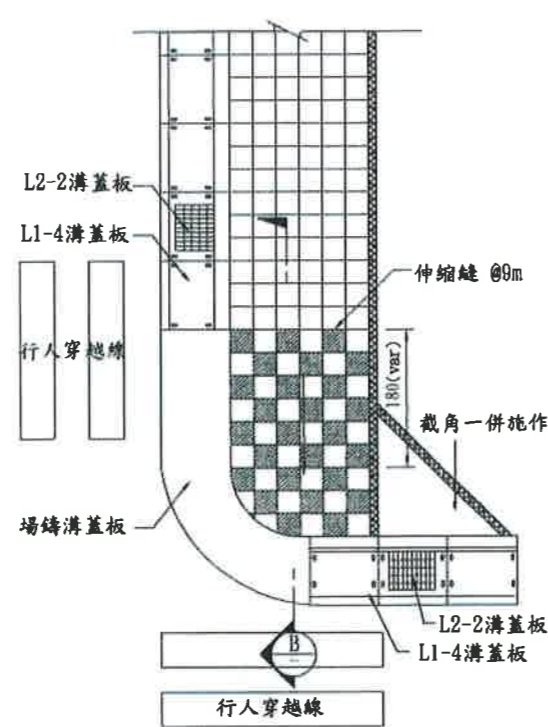 L2-2溝蓋板
L1-4溝蓋板
伸縮縫 @9m
行人穿越線
180(var)
截角一併施作
場鑄溝蓋板
L2-2溝蓋板
L1-4溝蓋板
B
行人穿越線